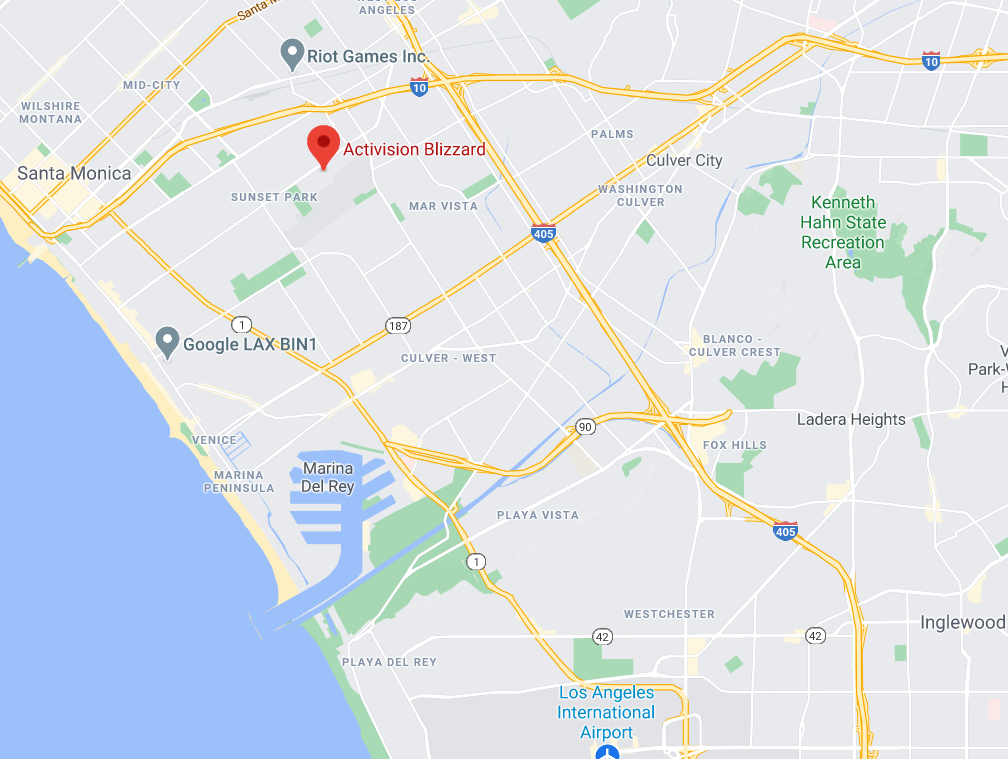 WEST LOS
ANGELES
Santa M
Riot Games Inc.
10
10
MID-CITY
WILSHIRE
MONTANA
Activision Blizzard
PALMS
Culver City
Santa Monica
SUNSET PARK
MAR VISTA
WASHINGTON
CULVER
Kenneth
Hahn State
Recreation
Area
405
1
187
Google LAX BIN1
CULVER - WEST
BLANCO -
CULVER CREST
V
Park-W
H
Ladera Heights
90
FOX HILLS
VENICE
MARINA
PENINSULA
Marina
Del Rey
PLAYA VISTA
405
1
WESTCHESTER
42
42
Inglewood
PLAYA DEL REY
Los Angeles
International
Airport